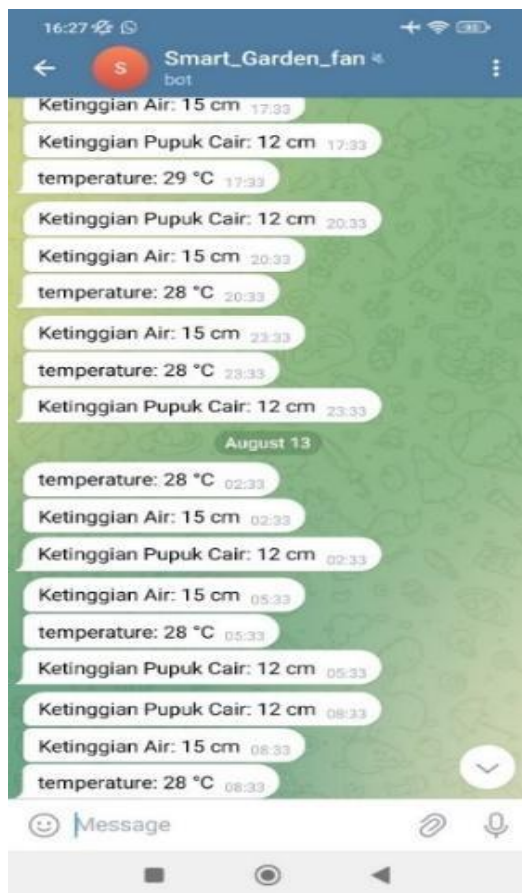 16:27
Smart_Garden_fan
S
bot
Ketinggian Air: 15 cm 17:33
Ketinggian Pupuk Cair: 12 cm 17:33
temperature: 29 °C 17:33
Ketinggian Pupuk Cair: 12 cm 20:33
Ketinggian Air: 15 cm 20:33
temperature: 28 °C 20:33
Ketinggian Air: 15 cm 23:33
temperature: 28 °C 23:33
Ketinggian Pupuk Cair: 12 cm 23:33
August 13
temperature: 28 °C 02:33
Ketinggian Air: 15 cm 02:33
Ketinggian Pupuk Cair: 12 cm 02:33
Ketinggian Air: 15 cm 05:33
temperature: 28 °C 05:33
Ketinggian Pupuk Cair: 12 cm 05:33
Ketinggian Pupuk Cair: 12 cm 08:33
Ketinggian Air: 15 cm 08:33
temperature: 28 °C 08:33
Message